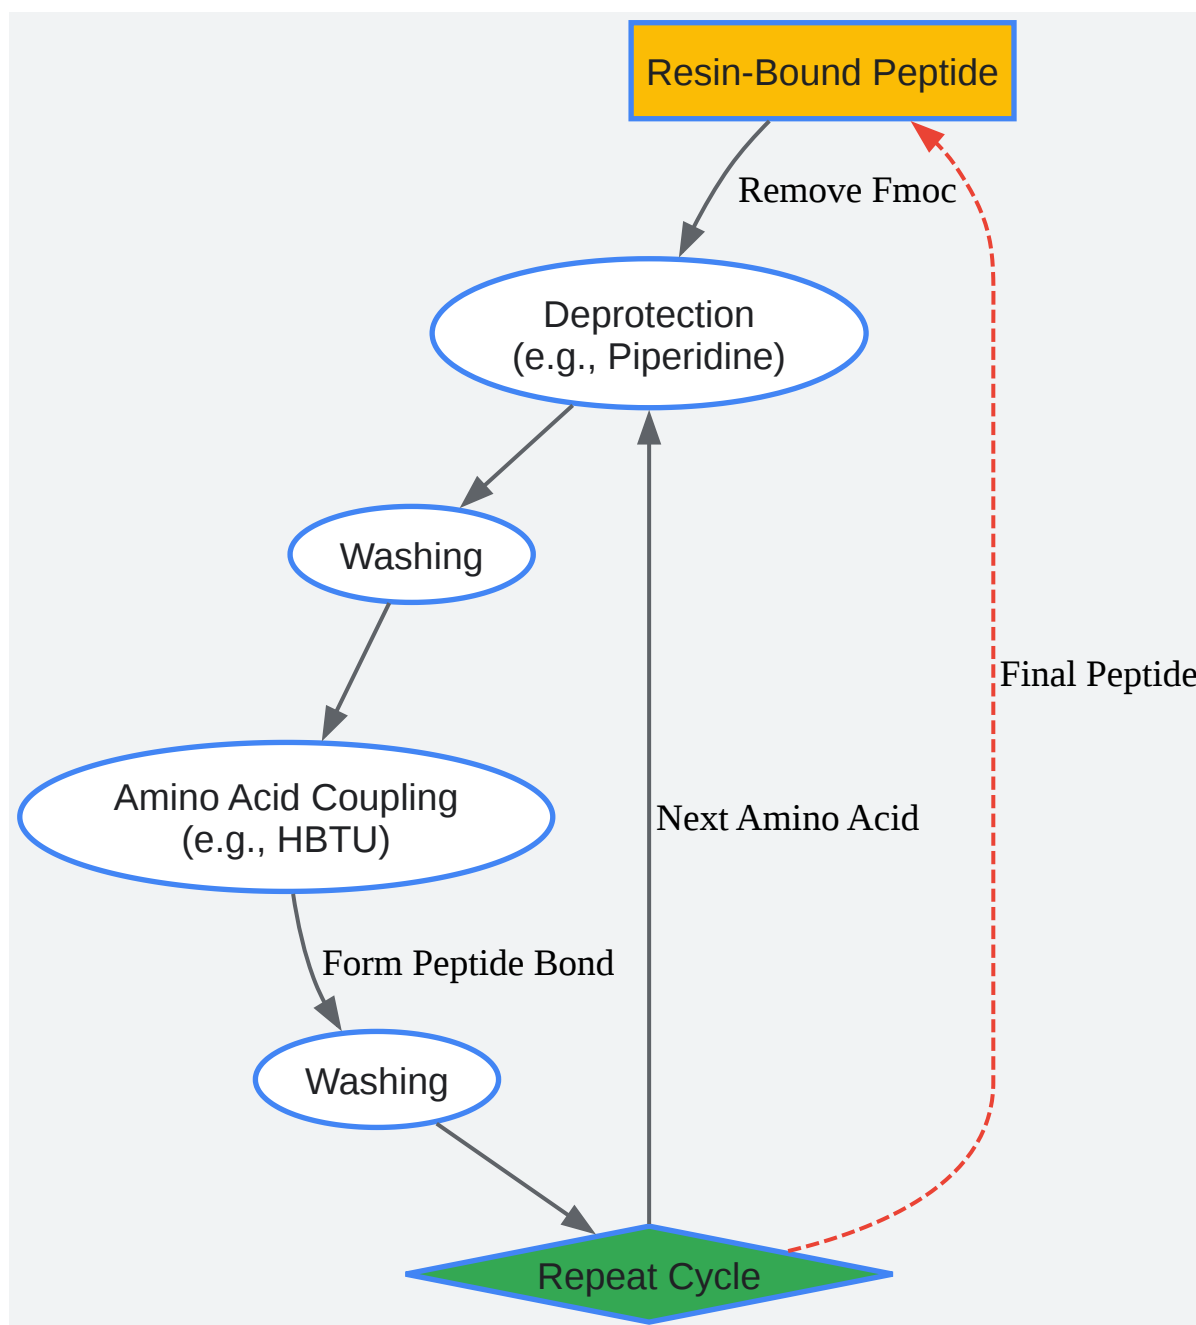 Resin-Bound Peptide
Remove Fmoc
Deprotection
(e.g., Piperidine)
Washing
Final Peptide
Amino Acid Coupling
(e.g., HBTU)
Next Amino Acid
Form Peptide Bond
Washing
Repeat Cycle